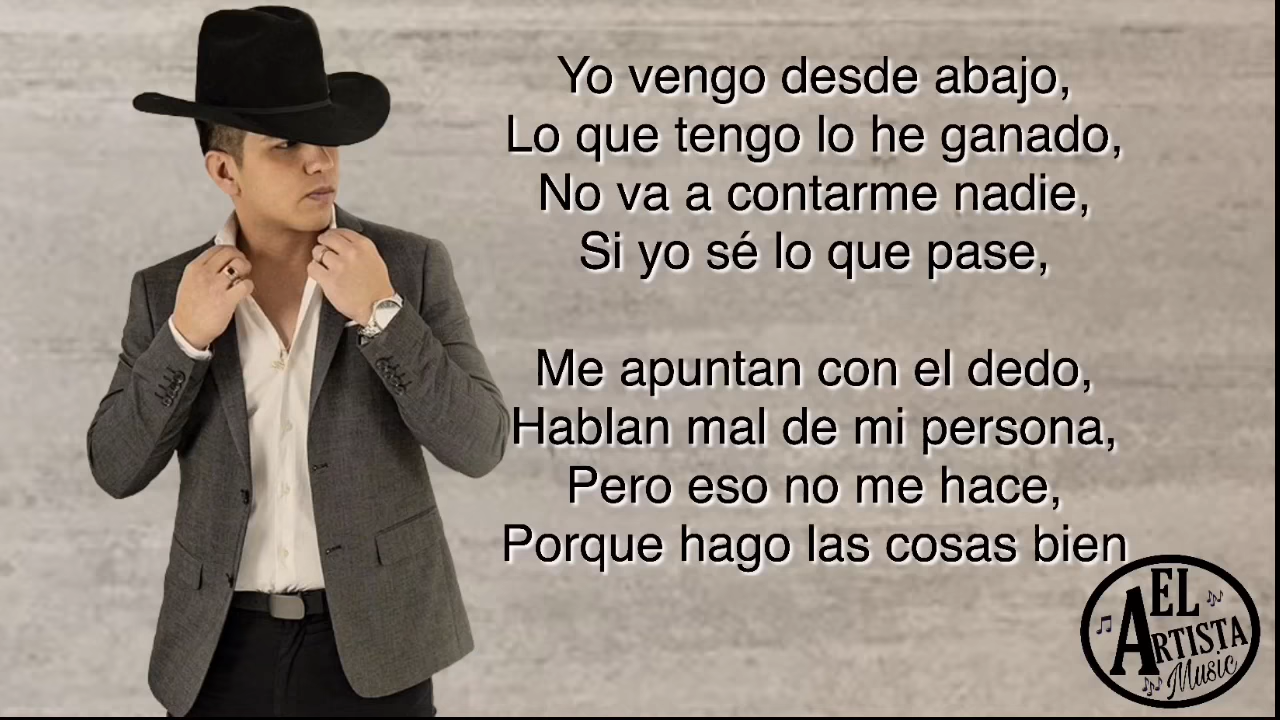 Yo vengo desde abajo,
Lo que tengo lo he ganado,
No va a contarme nadie,
Si yo sé lo que pase,
Me apuntan con el dedo,
Hablan mal de mi persona,
Pero eso no me hace,
Porque hago las cosas bien
EL
ARTISTA
Music